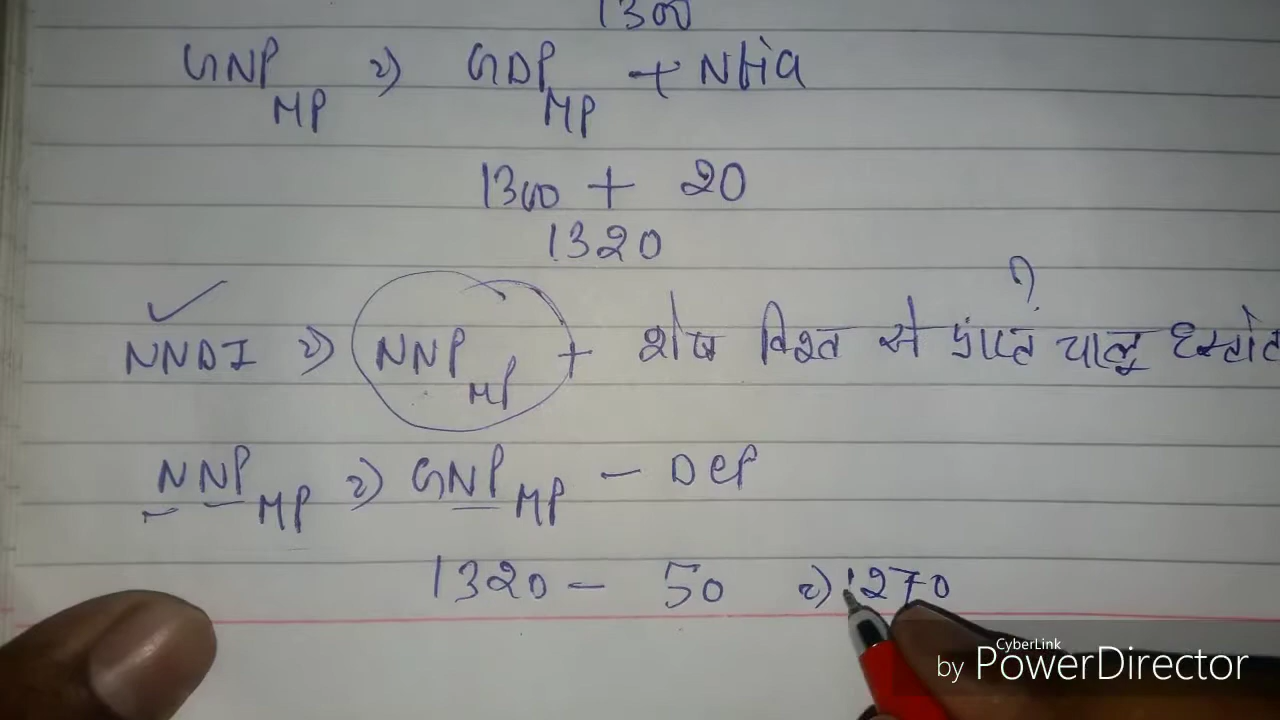 1300
GNP MP => GDP MP + Nfia
1300 + 20
1320
?
NNDI => NNP MP + शेष विश्व से प्राप्त चालू हस्तांत
NNP MP => GNP MP - Dep
1320 - 50 => 1270
CyberLink
by PowerDirector